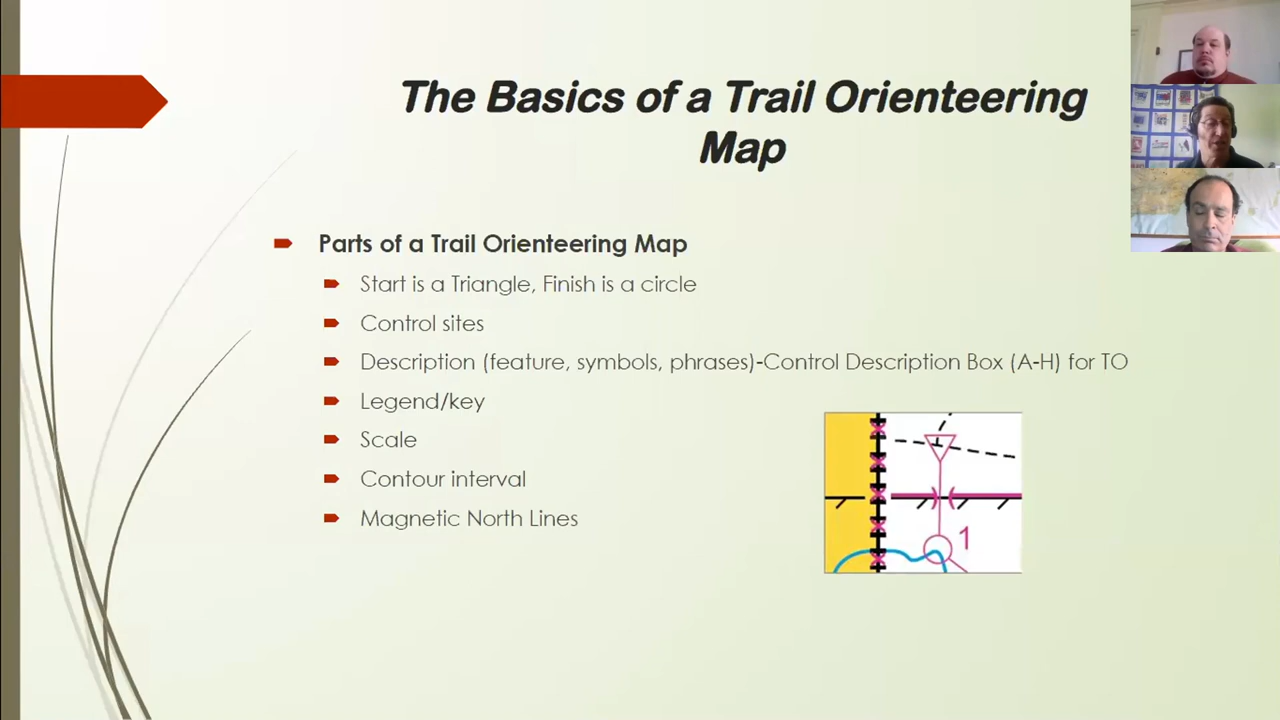 The Basics of a Trail Orienteering
Map
Parts of a Trail Orienteering Map
Start is a Triangle, Finish is a circle
Control sites
Description (feature, symbols, phrases)-Control Description Box (A-H) for TO
Legend/key
Scale
Contour interval
Magnetic North Lines
1